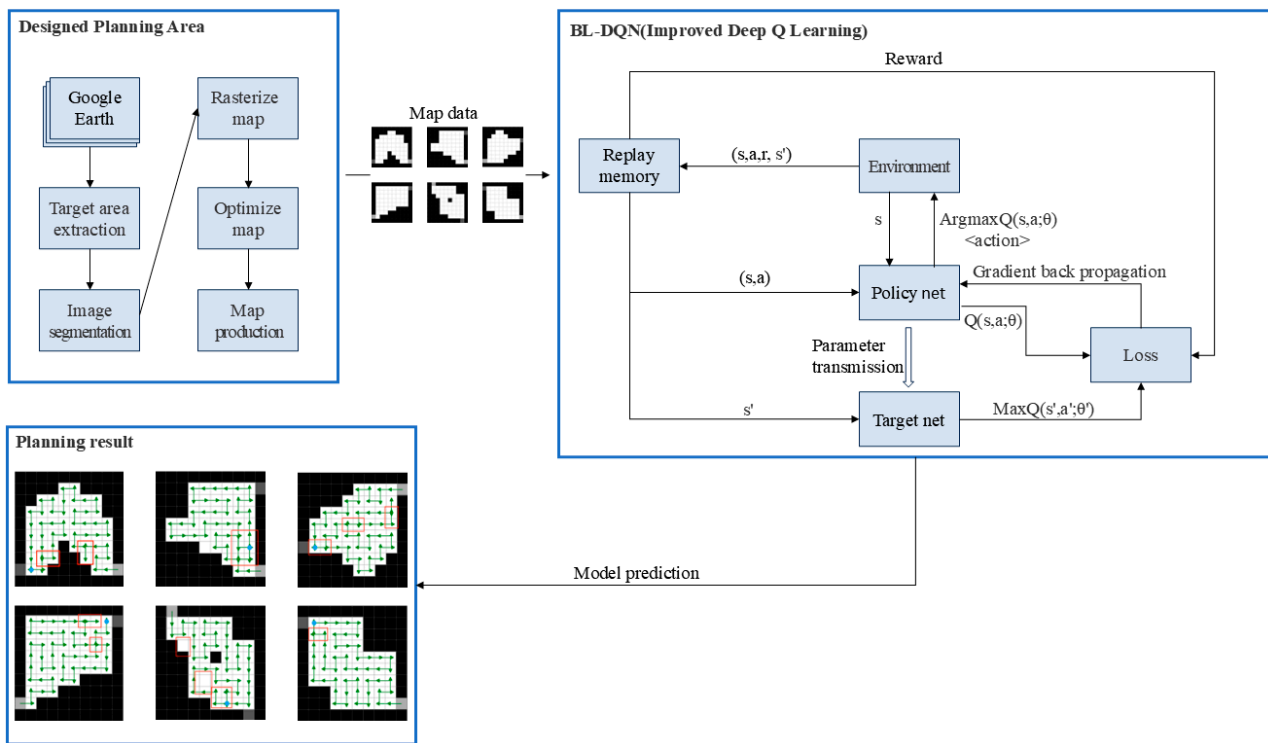 Designed Planning Area
Google
Earth
Target area
extraction
Image
segmentation
Rasterize
map
Optimize
map
Map
production
Map data
BL-DQN(Improved Deep Q Learning)
Reward
Replay
memory
(s,a,r, s')
Environment
s
ArgmaxQ(s,a;θ)
<action>
Gradient back propagation
(s,a)
Policy net
Q(s,a;θ)
Parameter
transmission
Loss
s'
Target net
MaxQ(s',a';θ')
Planning result
Model prediction